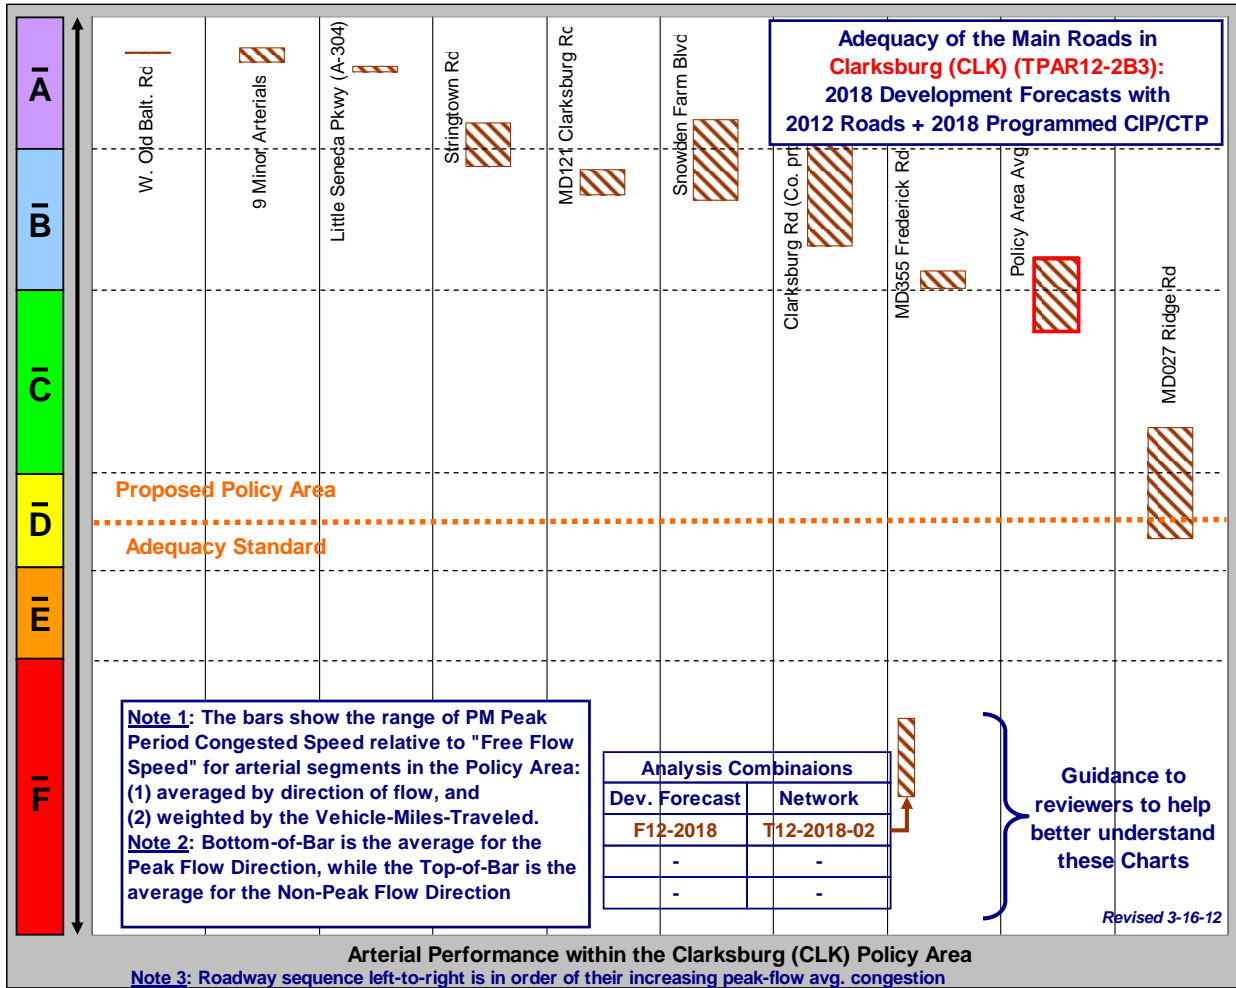 Adequacy of the Main Roads in
Clarksburg (CLK) (TPAR12-2B3):
2018 Development Forecasts with
2012 Roads + 2018 Programmed CIP/CTP
A
B
C
D
E
F
W. Old Balt. Rd
9 Minor Arterials
Little Seneca Pkwy (A-304)
Stringtown Rd
MD121 Clarksburg Rd
Snowden Farm Blvd
Clarksburg Rd (Co. prt
MD355 Frederick Rd
Policy Area Avg
MD027 Ridge Rd
Proposed Policy Area
Adequacy Standard
Note 1: The bars show the range of PM Peak
Period Congested Speed relative to "Free Flow
Speed" for arterial segments in the Policy Area:
(1) averaged by direction of flow, and
(2) weighted by the Vehicle-Miles-Traveled.
Note 2: Bottom-of-Bar is the average for the
Peak Flow Direction, while the Top-of-Bar is the
average for the Non-Peak Flow Direction
Analysis Combinaions
Dev. Forecast Network
F12-2018 T12-2018-02
- -
- -
Guidance to
reviewers to help
better understand
these Charts
Revised 3-16-12
Arterial Performance within the Clarksburg (CLK) Policy Area
Note 3: Roadway sequence left-to-right is in order of their increasing peak-flow avg. congestion